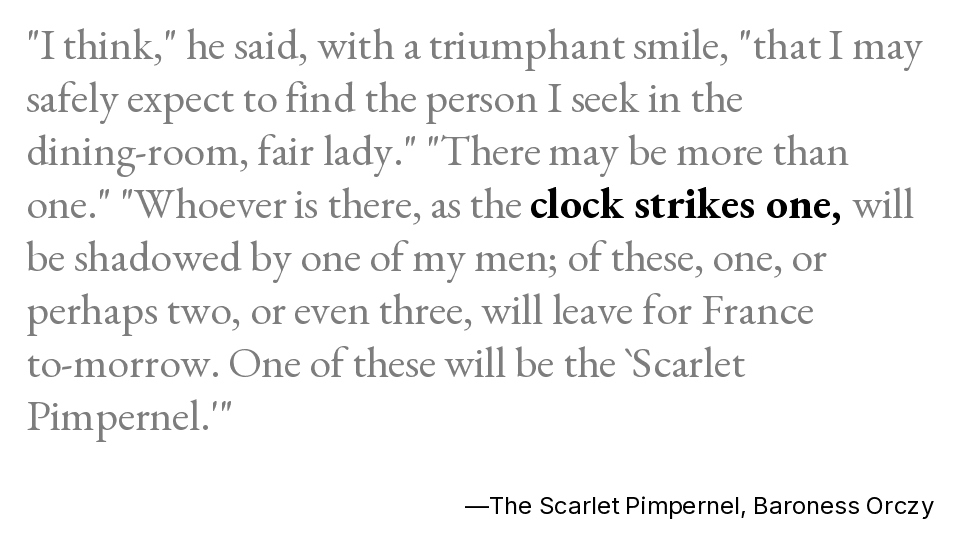 "I think," he said, with a triumphant smile, "that I may
safely expect to find the person I seek in the
dining-room, fair lady." "There may be more than
one." "Whoever is there, as the clock strikes one, will
be shadowed by one of my men; of these, one, or
perhaps two, or even three, will leave for France
to-morrow. One of these will be the `Scarlet
Pimpernel.'"
—The Scarlet Pimpernel, Baroness Orczy